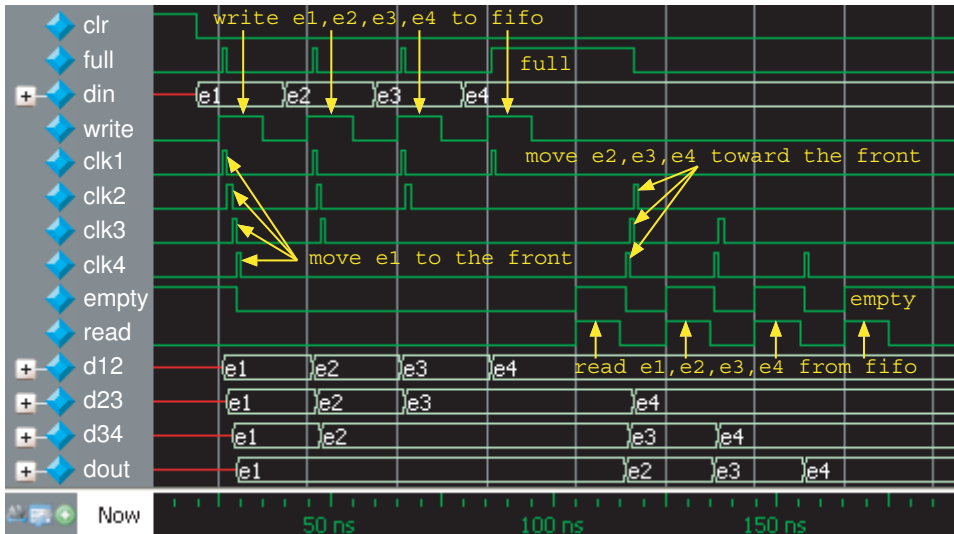 clr write e1,e2,e3,e4 to fifo
full full
din e1 e2 e3 e4
write
clk1 move e2,e3,e4 toward the front
clk2
clk3
clk4 move e1 to the front
empty empty
read
d12 e1 e2 e3 e4 read e1,e2,e3,e4 from fifo
d23 e1 e2 e3 e4
d34 e1 e2 e3 e4
dout e1 e2 e3 e4
Now 50 ns 100 ns 150 ns